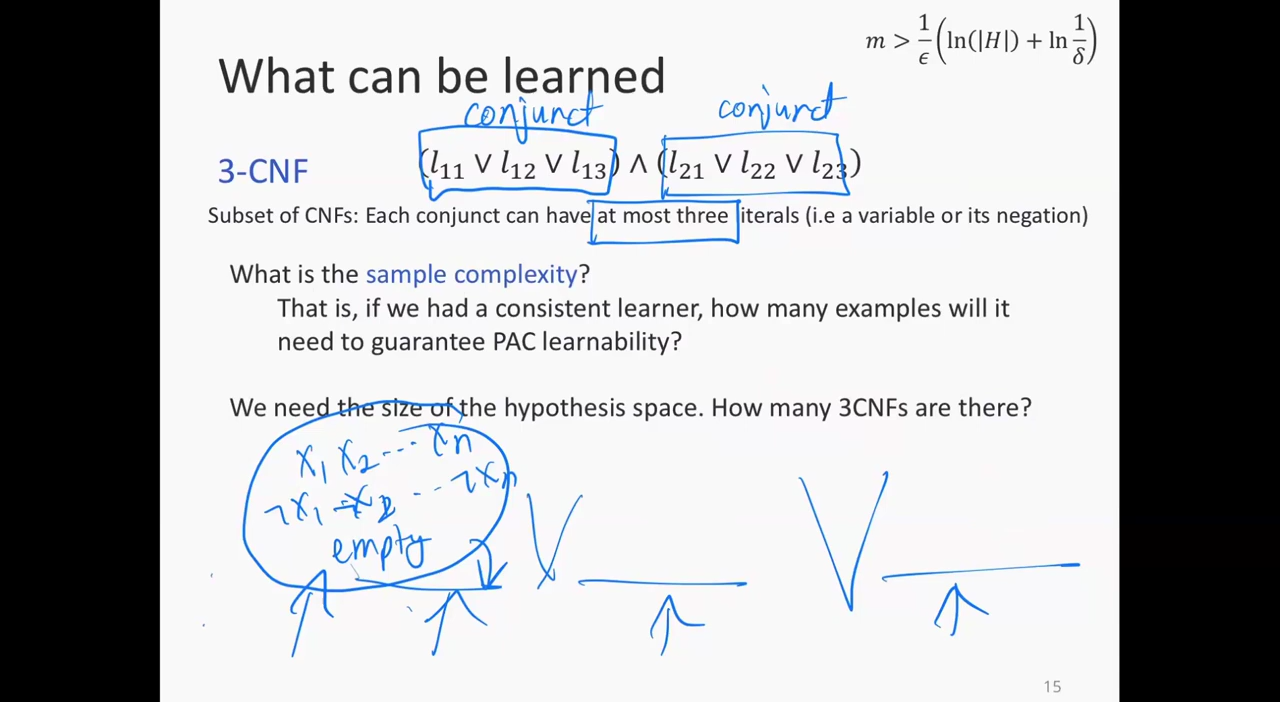 m > 1/ϵ (ln(|H|) + ln 1/δ)
What can be learned
conjunct conjunct
3-CNF (l₁₁ ∨ l₁₂ ∨ l₁₃) ∧ (l₂₁ ∨ l₂₂ ∨ l₂₃)
Subset of CNFs: Each conjunct can have at most three literals (i.e a variable or its negation)
What is the sample complexity?
That is, if we had a consistent learner, how many examples will it
need to guarantee PAC learnability?
We need the size of the hypothesis space. How many 3CNFs are there?
x₁ x₂ ... xₙ
¬x₁ ¬x₂ ... ¬xₙ
empty ∨ ∨
15